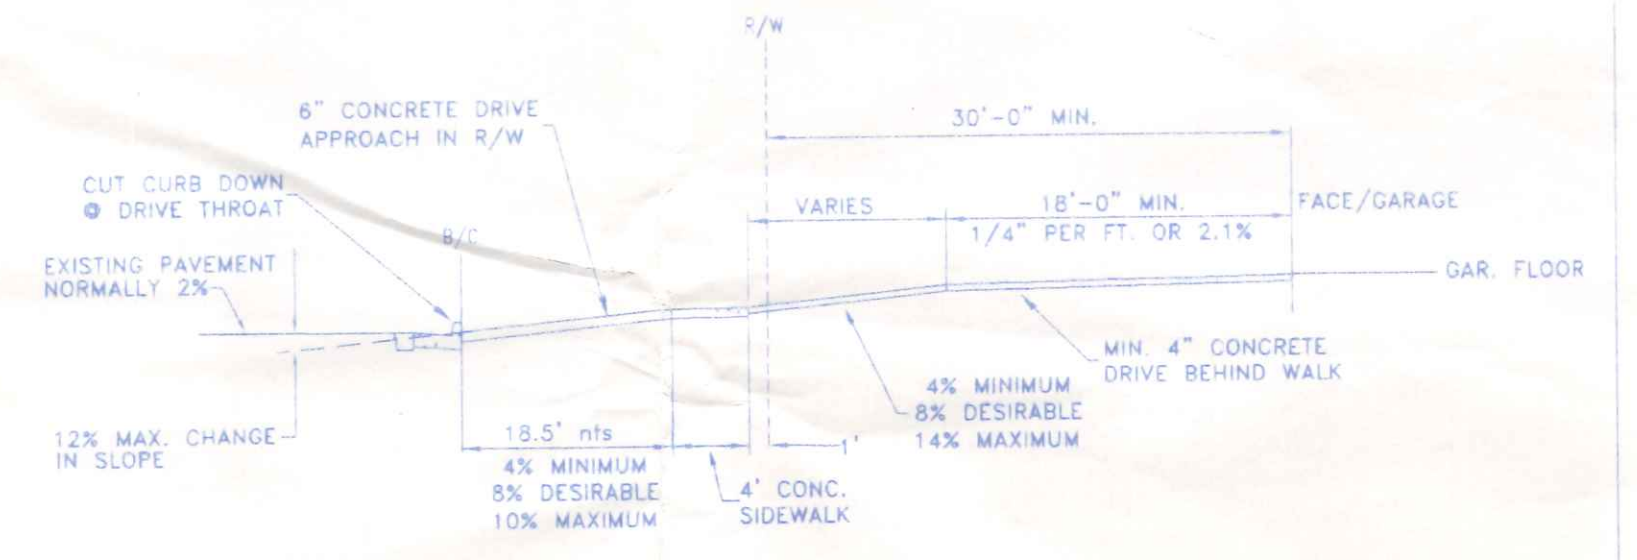 R/W
6" CONCRETE DRIVE
APPROACH IN R/W
30'-0" MIN.
CUT CURB DOWN
@ DRIVE THROAT
VARIES
18'-0" MIN.
1/4" PER FT. OR 2.1%
FACE/GARAGE
B/C
EXISTING PAVEMENT
NORMALLY 2%
GAR. FLOOR
MIN. 4" CONCRETE
DRIVE BEHIND WALK
4% MINIMUM
8% DESIRABLE
14% MAXIMUM
12% MAX. CHANGE
IN SLOPE
18.5' nts
1'
4% MINIMUM
8% DESIRABLE
10% MAXIMUM
4' CONC.
SIDEWALK